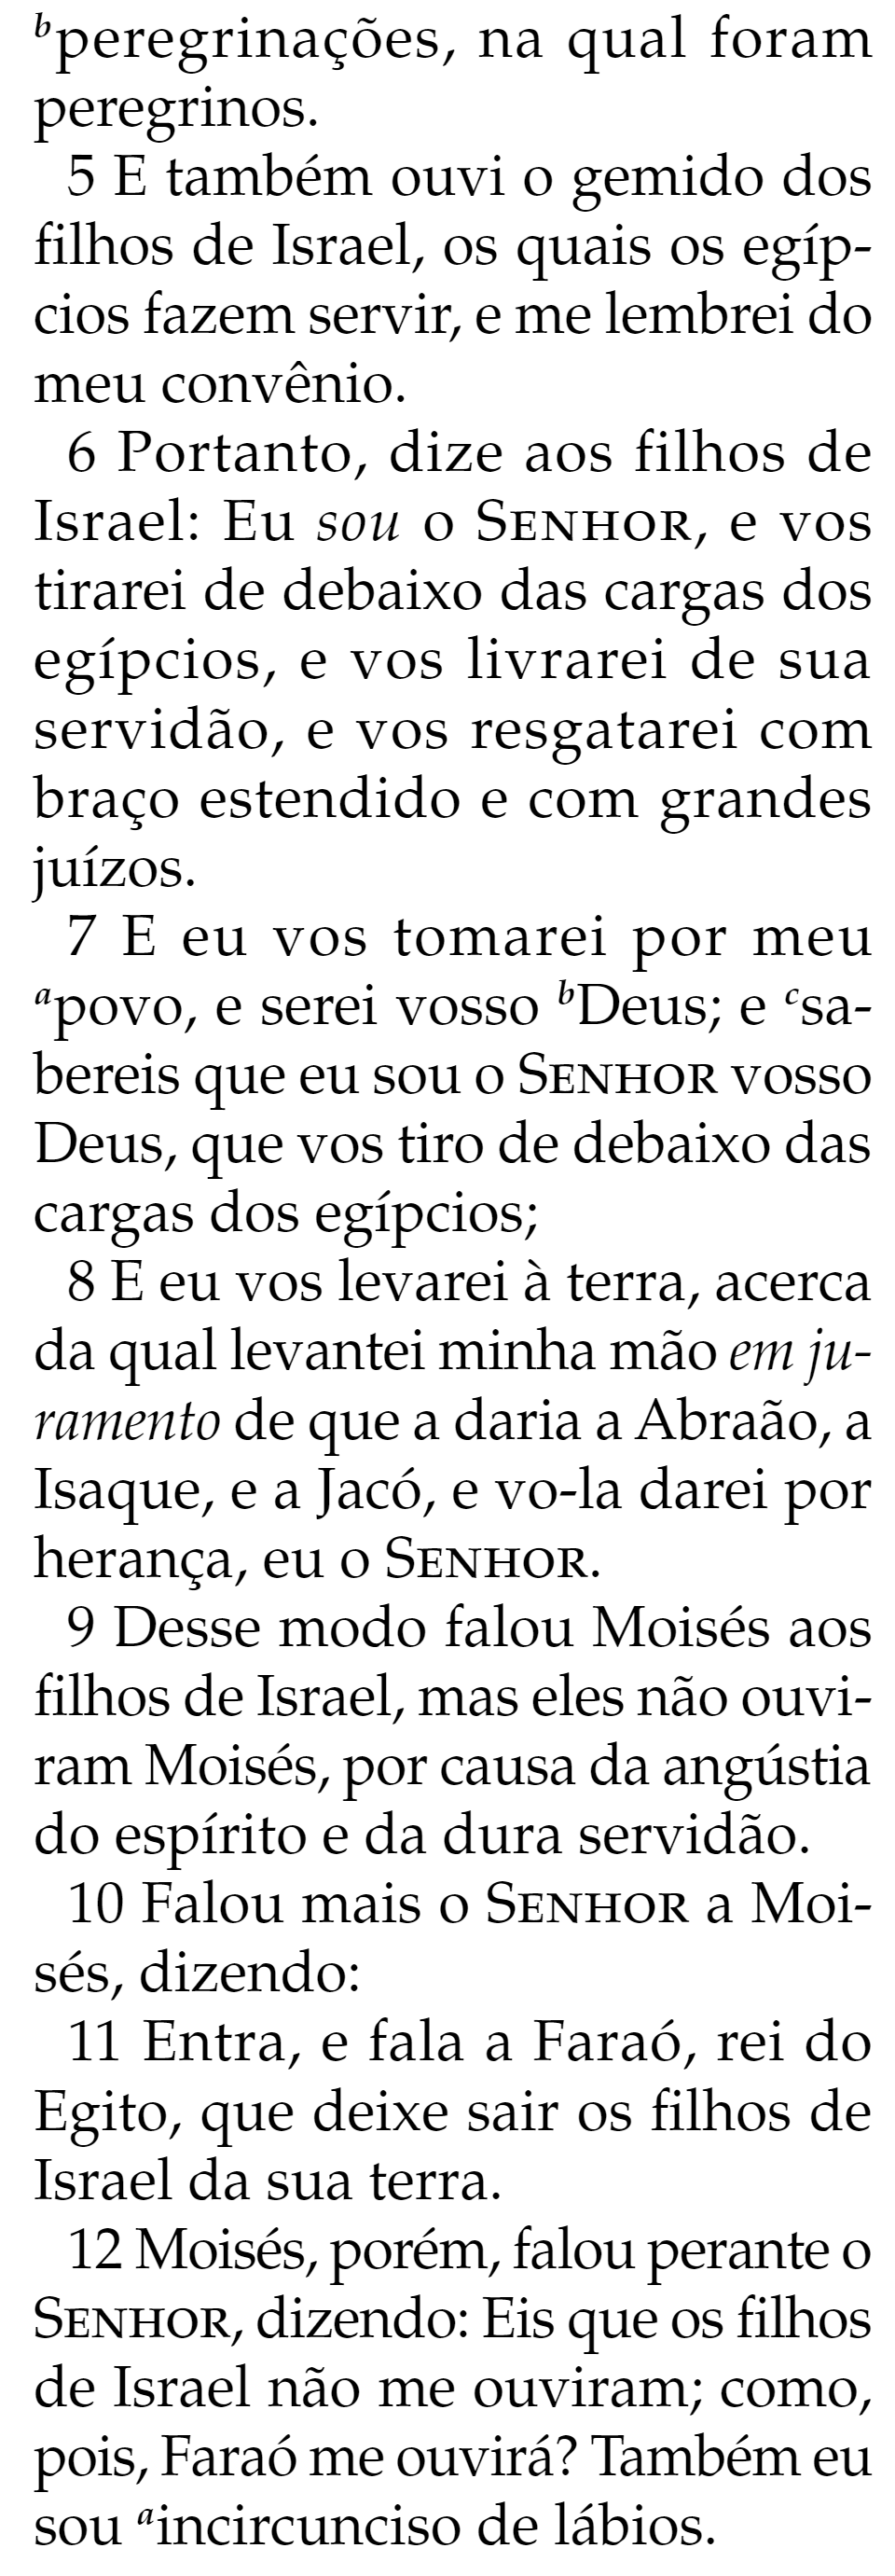 bperegrinações, na qual foram
peregrinos.
5 E também ouvi o gemido dos
filhos de Israel, os quais os egíp-
cios fazem servir, e me lembrei do
meu convênio.
6 Portanto, dize aos filhos de
Israel: Eu sou o SENHOR, e vos
tirarei de debaixo das cargas dos
egípcios, e vos livrarei de sua
servidão, e vos resgatarei com
braço estendido e com grandes
juízos.
7 E eu vos tomarei por meu
apovo, e serei vosso bDeus; e csa-
bereis que eu sou o SENHOR vosso
Deus, que vos tiro de debaixo das
cargas dos egípcios;
8 E eu vos levarei à terra, acerca
da qual levantei minha mão em ju-
ramento de que a daria a Abraão, a
Isaque, e a Jacó, e vo-la darei por
herança, eu o SENHOR.
9 Desse modo falou Moisés aos
filhos de Israel, mas eles não ouvi-
ram Moisés, por causa da angústia
do espírito e da dura servidão.
10 Falou mais o SENHOR a Moi-
sés, dizendo:
11 Entra, e fala a Faraó, rei do
Egito, que deixe sair os filhos de
Israel da sua terra.
12 Moisés, porém, falou perante o
SENHOR, dizendo: Eis que os filhos
de Israel não me ouviram; como,
pois, Faraó me ouvirá? Também eu
sou aincircunciso de lábios.